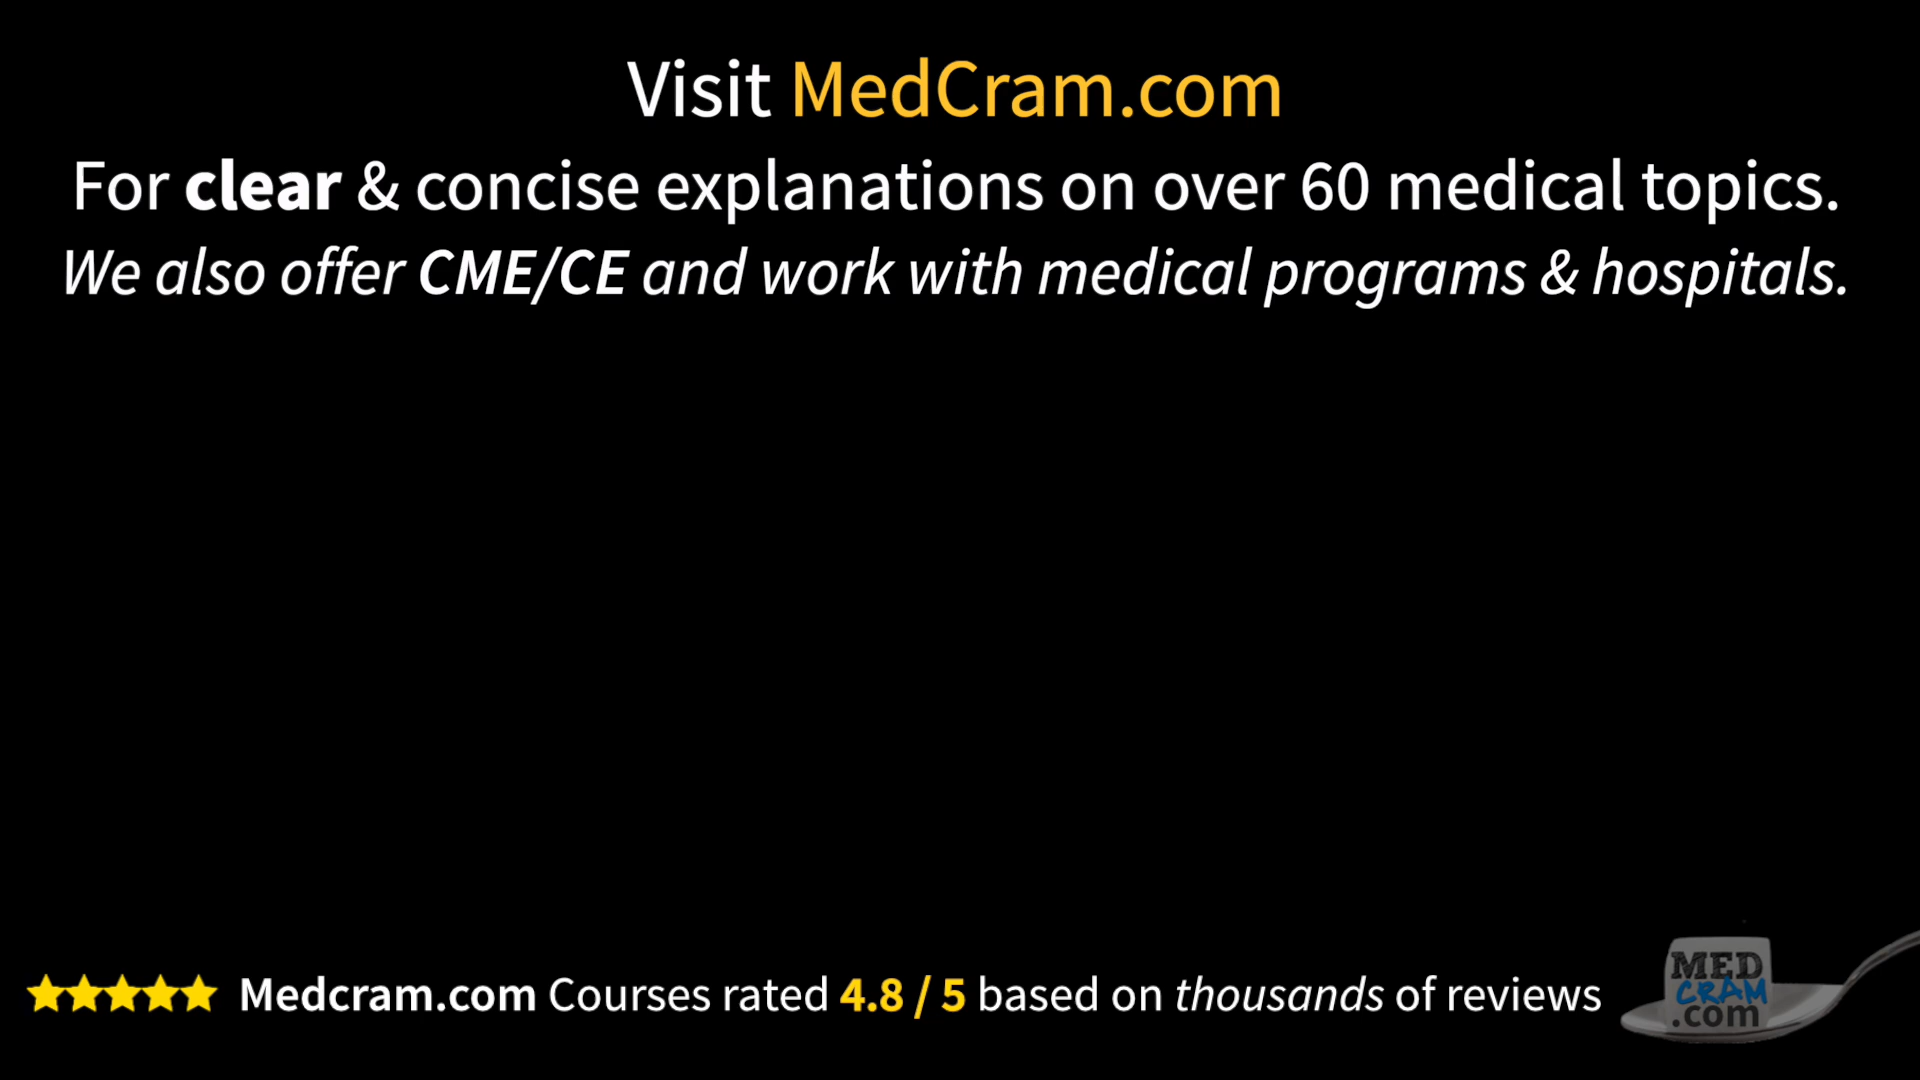 Visit MedCram.com
For clear & concise explanations on over 60 medical topics.
We also offer CME/CE and work with medical programs & hospitals.
Medcram.com Courses rated 4.8 / 5 based on thousands of reviews
MED
CRAM
.com